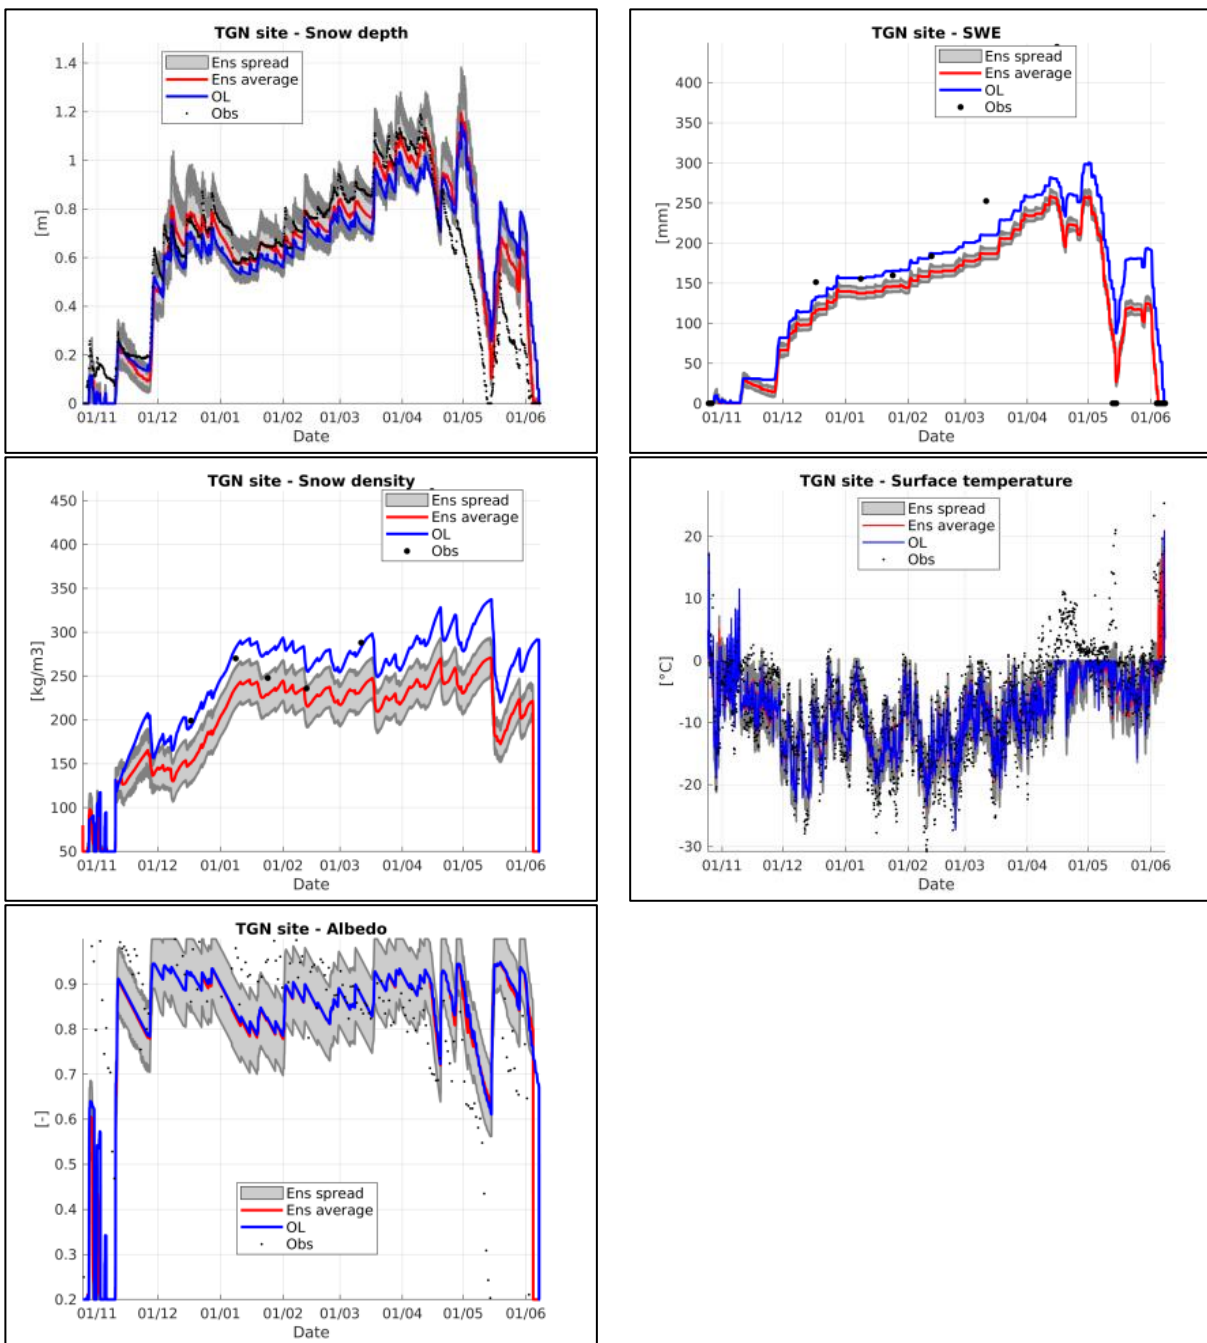 TGN site - Snow depth
1.4
1.2
1
0.8
0.6
0.4
0.2
0
[m]
Ens spread
Ens average
OL
Obs
01/11 01/12 01/01 01/02 01/03 01/04 01/05 01/06
Date
TGN site - SWE
400
350
300
250
200
150
100
50
0
[mm]
Ens spread
Ens average
OL
Obs
01/11 01/12 01/01 01/02 01/03 01/04 01/05 01/06
Date
TGN site - Snow density
450
400
350
300
250
200
150
100
50
[kg/m3]
Ens spread
Ens average
OL
Obs
01/11 01/12 01/01 01/02 01/03 01/04 01/05 01/06
Date
TGN site - Surface temperature
20
10
0
-10
-20
-30
[°C]
Ens spread
Ens average
OL
Obs
01/11 01/12 01/01 01/02 01/03 01/04 01/05 01/06
Date
TGN site - Albedo
0.9
0.8
0.7
0.6
0.5
0.4
0.3
0.2
[-]
Ens spread
Ens average
OL
Obs
01/11 01/12 01/01 01/02 01/03 01/04 01/05 01/06
Date